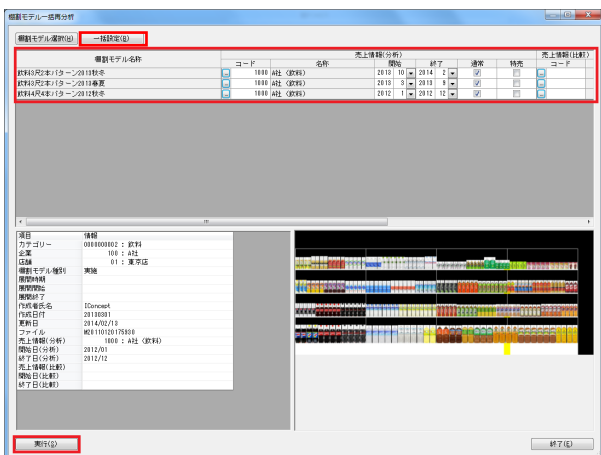 棚割モデル一括再分析
棚割モデル選択(H) 一括設定(B)
棚割モデル名称 売上情報(分析) 売上情報(比較)
コード 名称 開始 終了 通常 特売 コード
飲料3尺2本パターン2013秋冬 ... 1000 A社 (飲料) 2013 10 2014 2 ...
飲料3尺2本パターン2013春夏 ... 1000 A社 (飲料) 2013 3 2013 9 ...
飲料4尺4本パターン2012秋冬 ... 1000 A社 (飲料) 2012 1 2012 12 ...
項目 情報
カテゴリー 0000000002 : 飲料
企業 100 : A社
店舗 01 : 東京店
棚割モデル種別 実施
展開時期
展開開始
展開終了
作成者氏名 IConcept
作成日付 20130301
更新日 2014/02/13
ファイル M20110120175930
売上情報(分析) 1000 : A社 (飲料)
開始日(分析) 2012/01
終了日(分析) 2012/12
売上情報(比較)
開始日(比較)
終了日(比較)
実行(S) 終了(E)